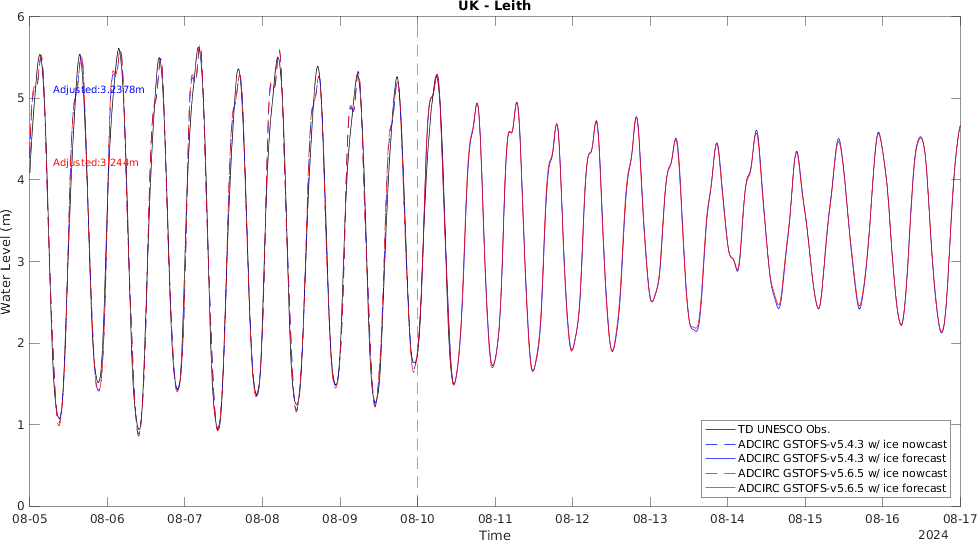 UK - Leith
6
5
4
3
2
1
0
Water Level (m)
Adjusted:3.2378m
Adjusted:3.244m
TD UNESCO Obs.
ADCIRC GSTOFS-v5.4.3 w/ ice nowcast
ADCIRC GSTOFS-v5.4.3 w/ ice forecast
ADCIRC GSTOFS-v5.6.5 w/ ice nowcast
ADCIRC GSTOFS-v5.6.5 w/ ice forecast
08-05 08-06 08-07 08-08 08-09 08-10 08-11 08-12 08-13 08-14 08-15 08-16 08-17
Time
2024